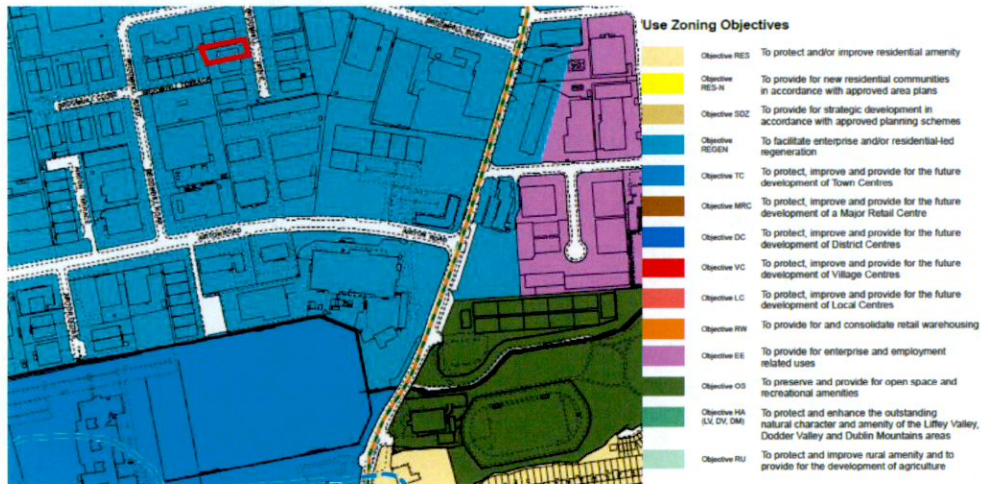 Use Zoning Objectives
Objective RES
To protect and/or improve residential amenity
Objective
RES-N
To provide for new residential communities
in accordance with approved area plans
Objective SDZ
To provide for strategic development in
accordance with approved planning schemes
Objective
REGEN
To facilitate enterprise and/or residential-led
regeneration
Objective TC
To protect, improve and provide for the future
development of Town Centres
Objective MRC
To protect, improve and provide for the future
development of a Major Retail Centre
Objective DC
To protect, improve and provide for the future
development of District Centres
Objective VC
To protect, improve and provide for the future
development of Village Centres
Objective LC
To protect, improve and provide for the future
development of Local Centres
Objective RW
To provide for and consolidate retail warehousing
Objective EE
To provide for enterprise and employment
related uses
Objective OS
To preserve and provide for open space and
recreational amenities
Objective HA
(LV, DV, DM)
To protect and enhance the outstanding
natural character and amenity of the Liffey Valley,
Dodder Valley and Dublin Mountains areas
Objective RU
To protect and improve rural amenity and to
provide for the development of agriculture